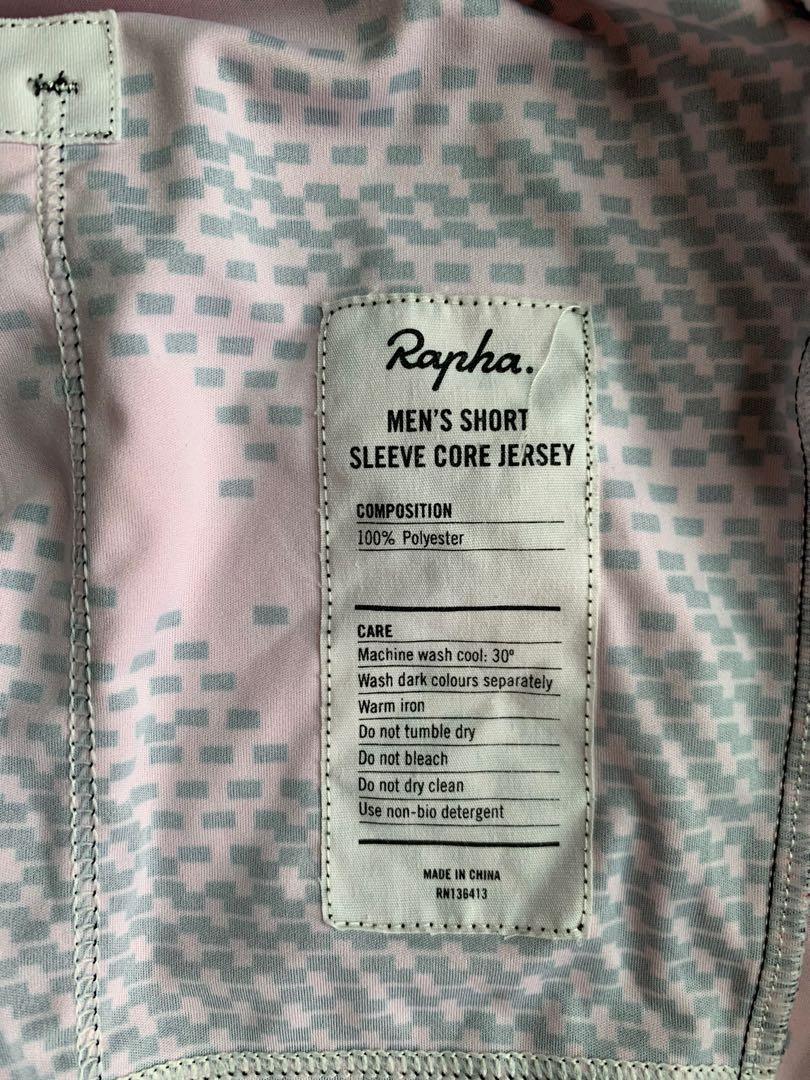 Rapha.
MEN'S SHORT
SLEEVE CORE JERSEY
COMPOSITION
100% Polyester
CARE
Machine wash cool: 30º
Wash dark colours separately
Warm iron
Do not tumble dry
Do not bleach
Do not dry clean
Use non-bio detergent
MADE IN CHINA
RN136413